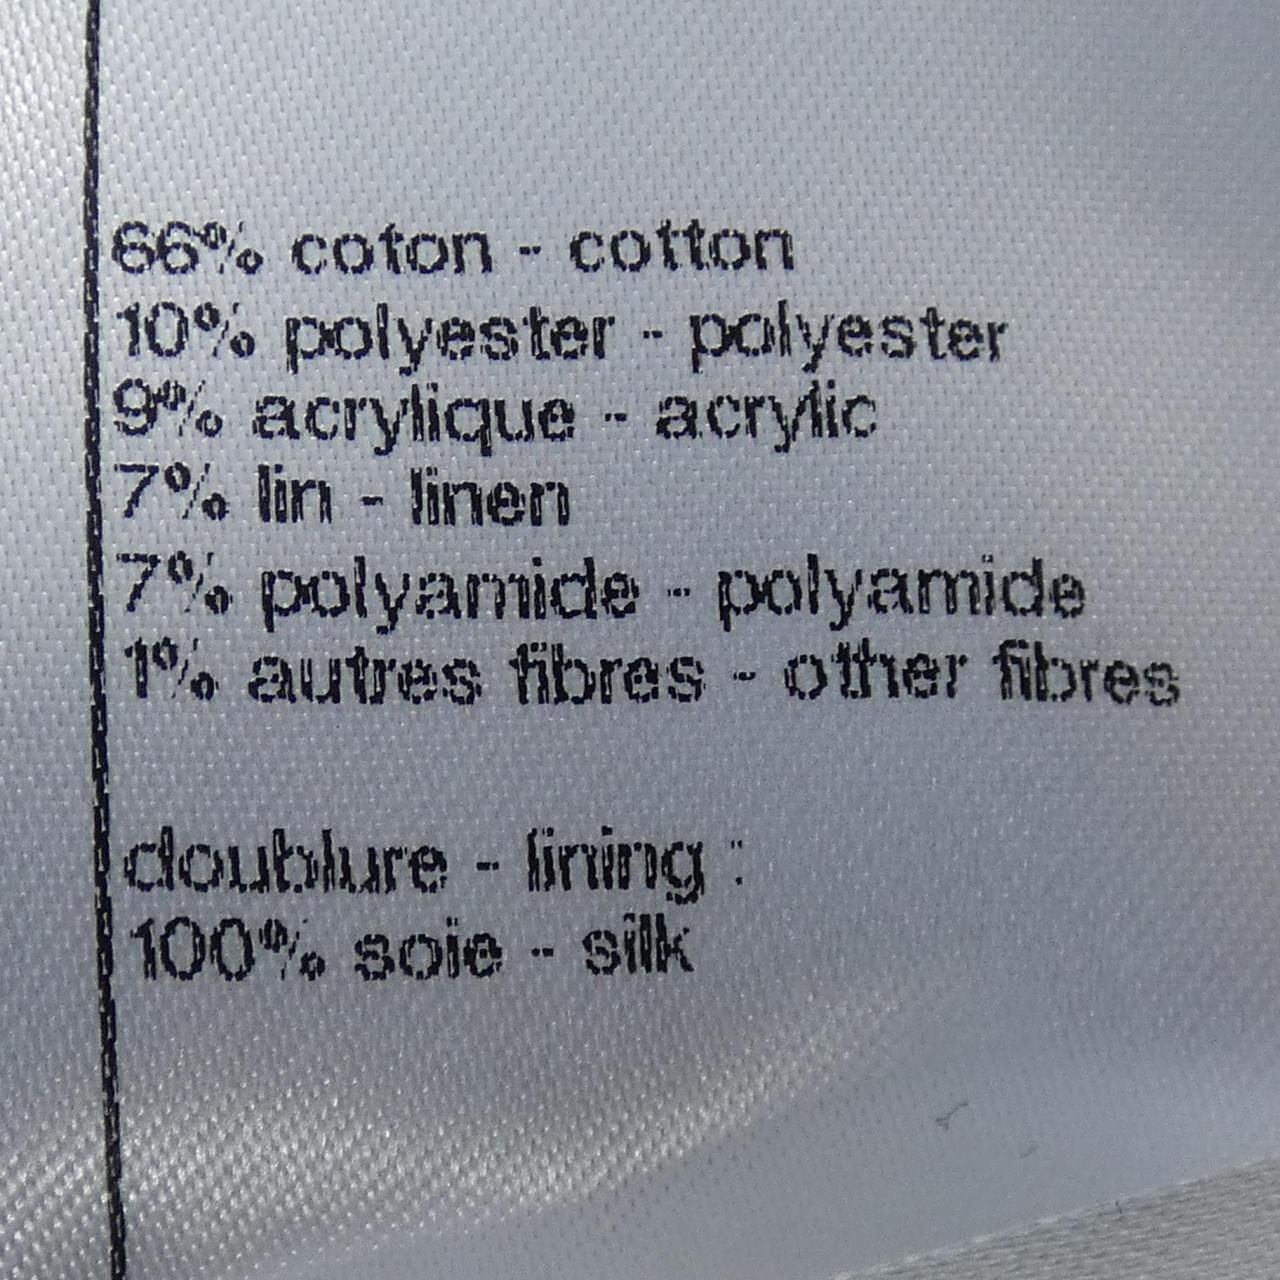 66% coton - cotton
10% polyester - polyester
9% acrylique - acrylic
7% lin - linen
7% polyamide - polyamide
1% autres fibres - other fibres
doublure - lining :
100% soie - silk